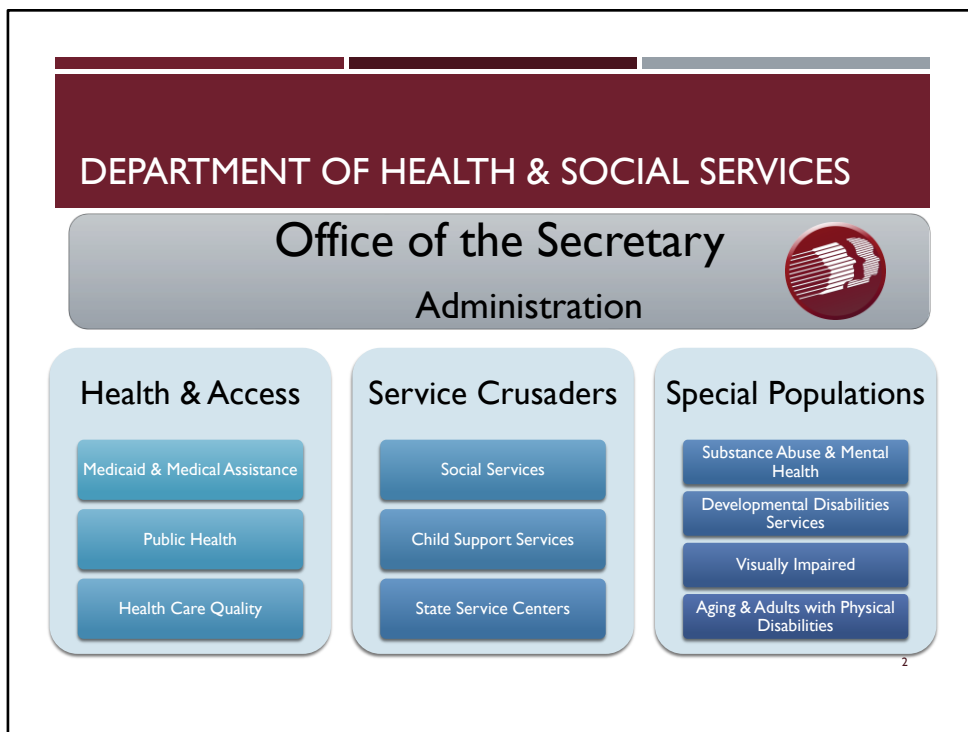 DEPARTMENT OF HEALTH & SOCIAL SERVICES
Office of the Secretary
Administration
Health & Access
Medicaid & Medical Assistance
Public Health
Health Care Quality
Service Crusaders
Social Services
Child Support Services
State Service Centers
Special Populations
Substance Abuse & Mental
Health
Developmental Disabilities
Services
Visually Impaired
Aging & Adults with Physical
Disabilities
2